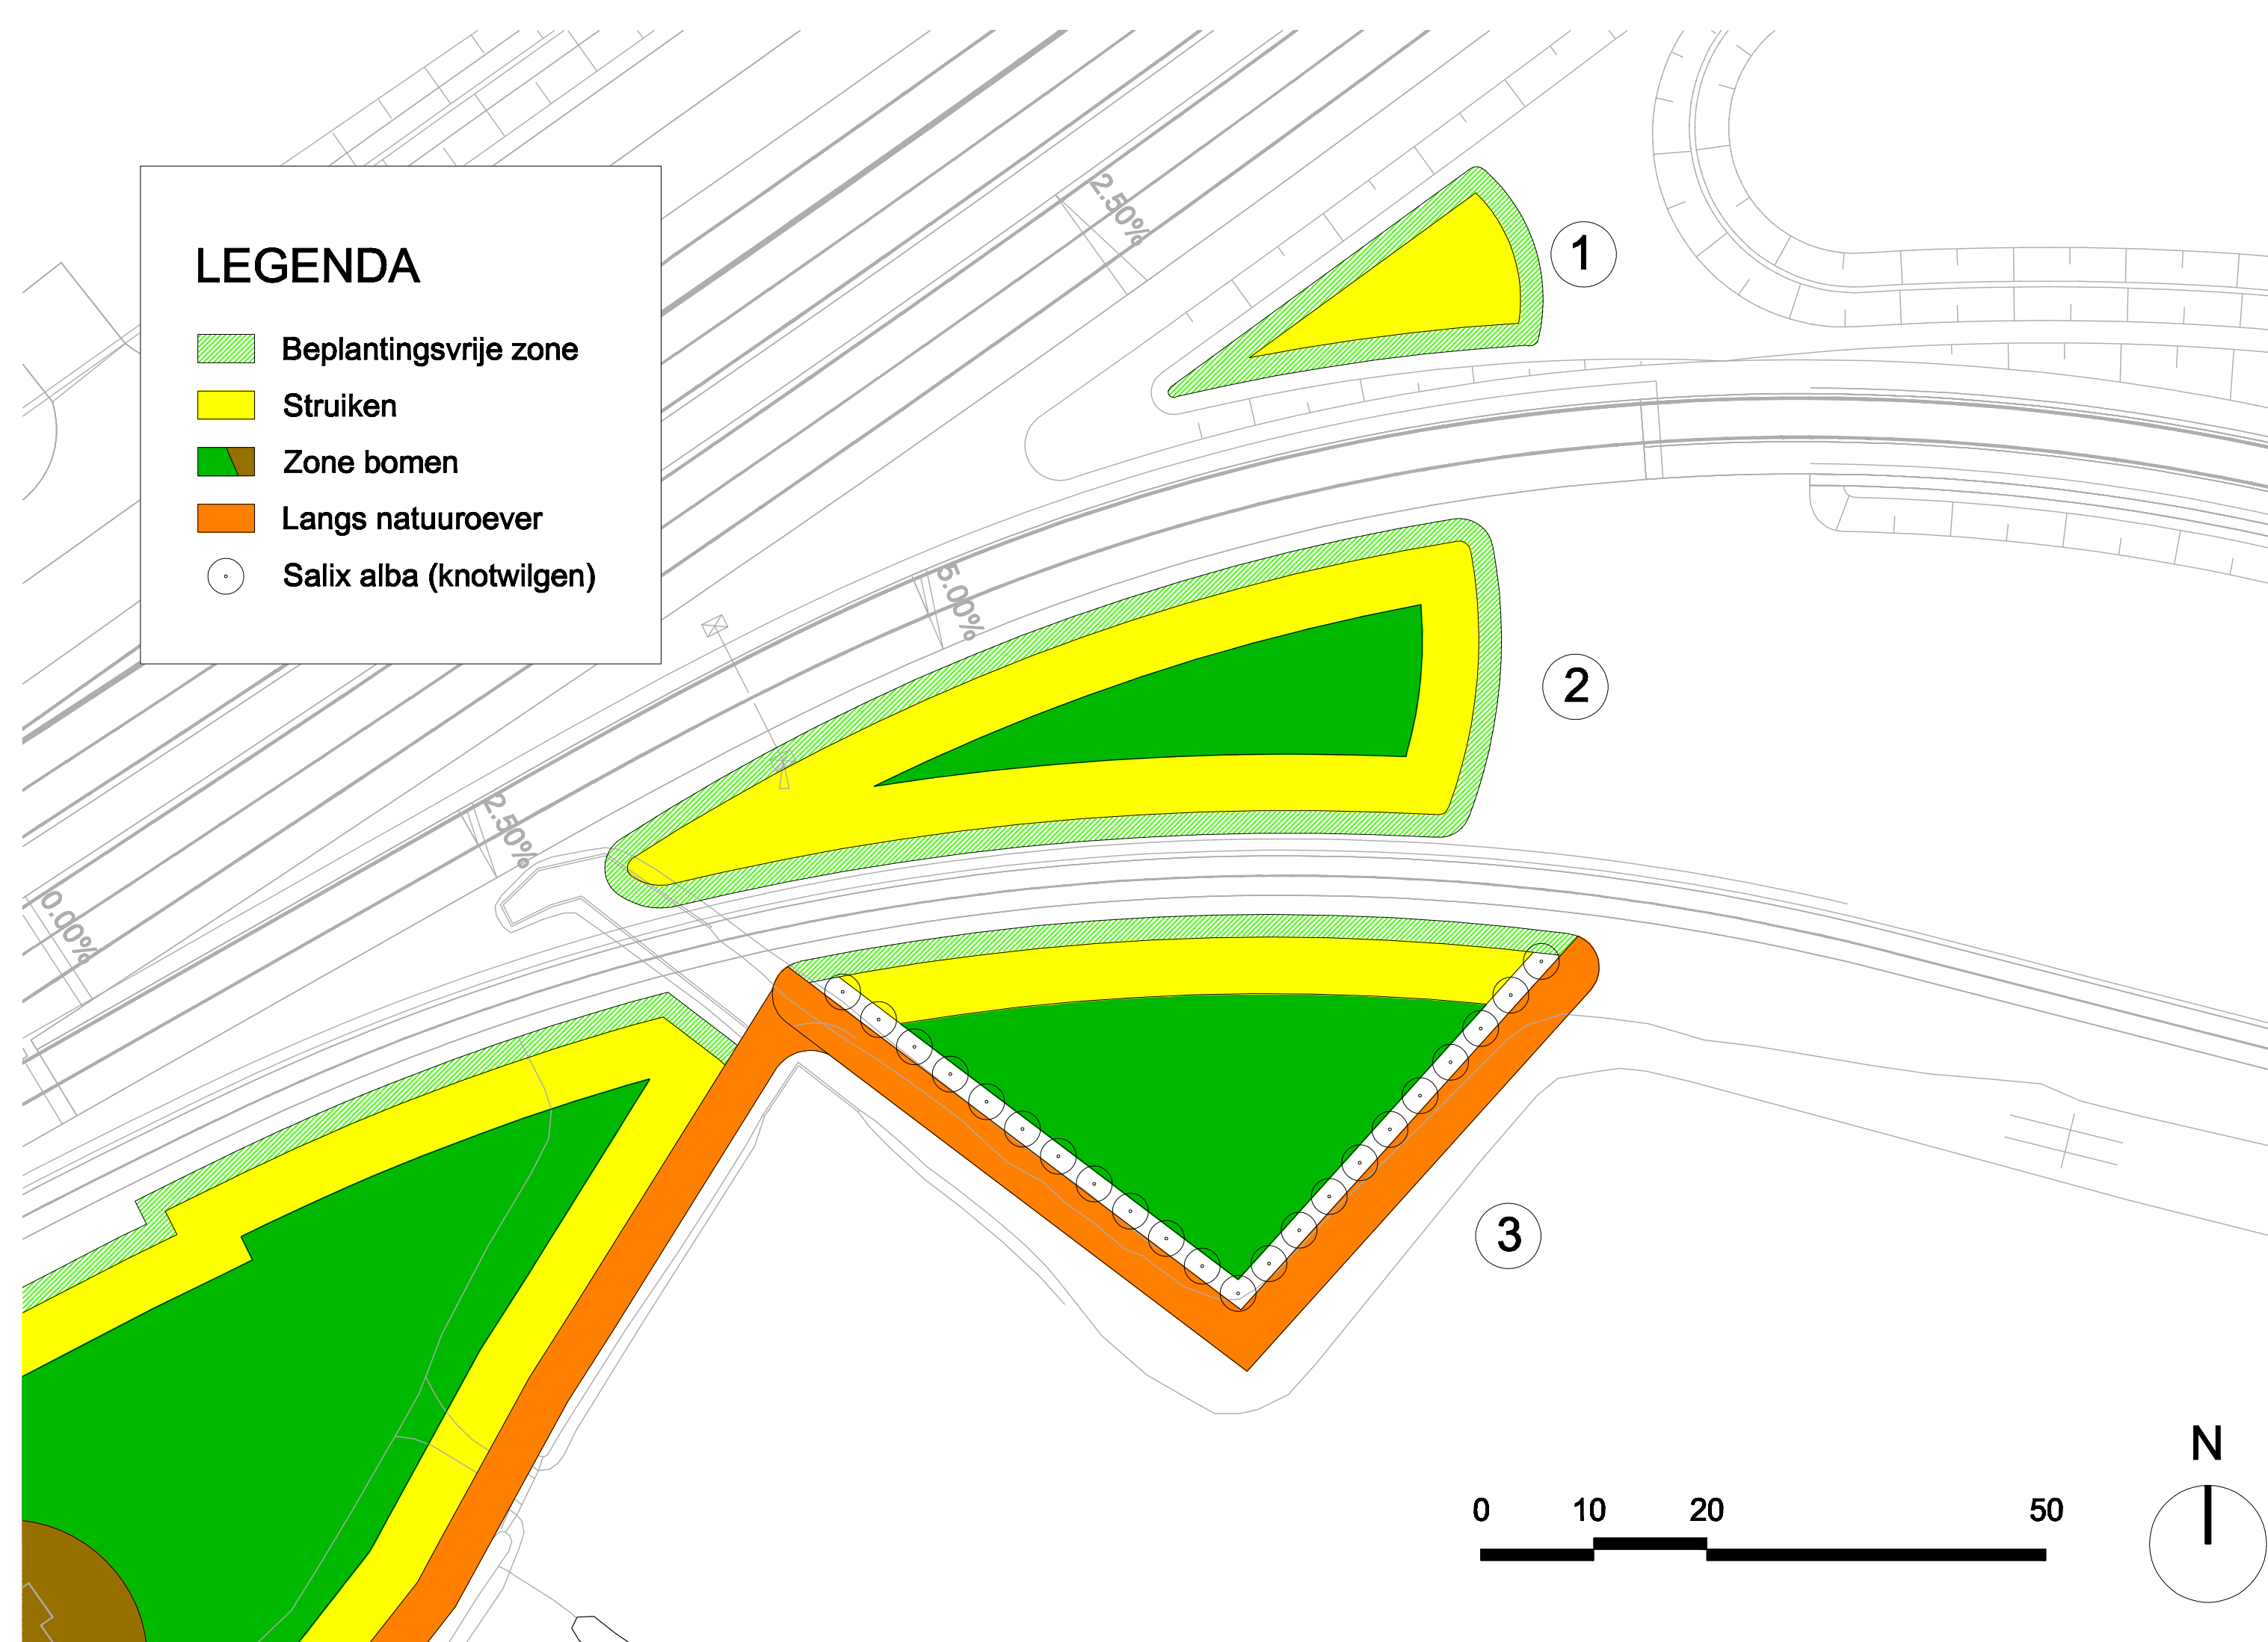 2.50%
1
LEGENDA
Beplantingsvrije zone
Struiken
Zone bomen
Langs natuuroever
Salix alba (knotwilgen)
5.00%
2
2.50%
0.00%
3
N
0 10 20 50